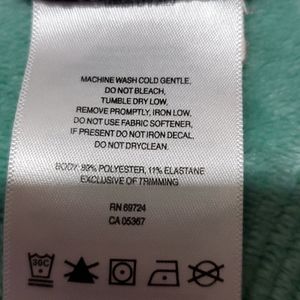 MACHINE WASH COLD GENTLE,
DO NOT BLEACH,
TUMBLE DRY LOW,
REMOVE PROMPTLY, IRON LOW,
DO NOT USE FABRIC SOFTENER,
IF PRESENT DO NOT IRON DECAL,
DO NOT DRYCLEAN.
BODY: 89% POLYESTER, 11% ELASTANE
EXCLUSIVE OF TRIMMING
RN 69724
CA 05367
30C